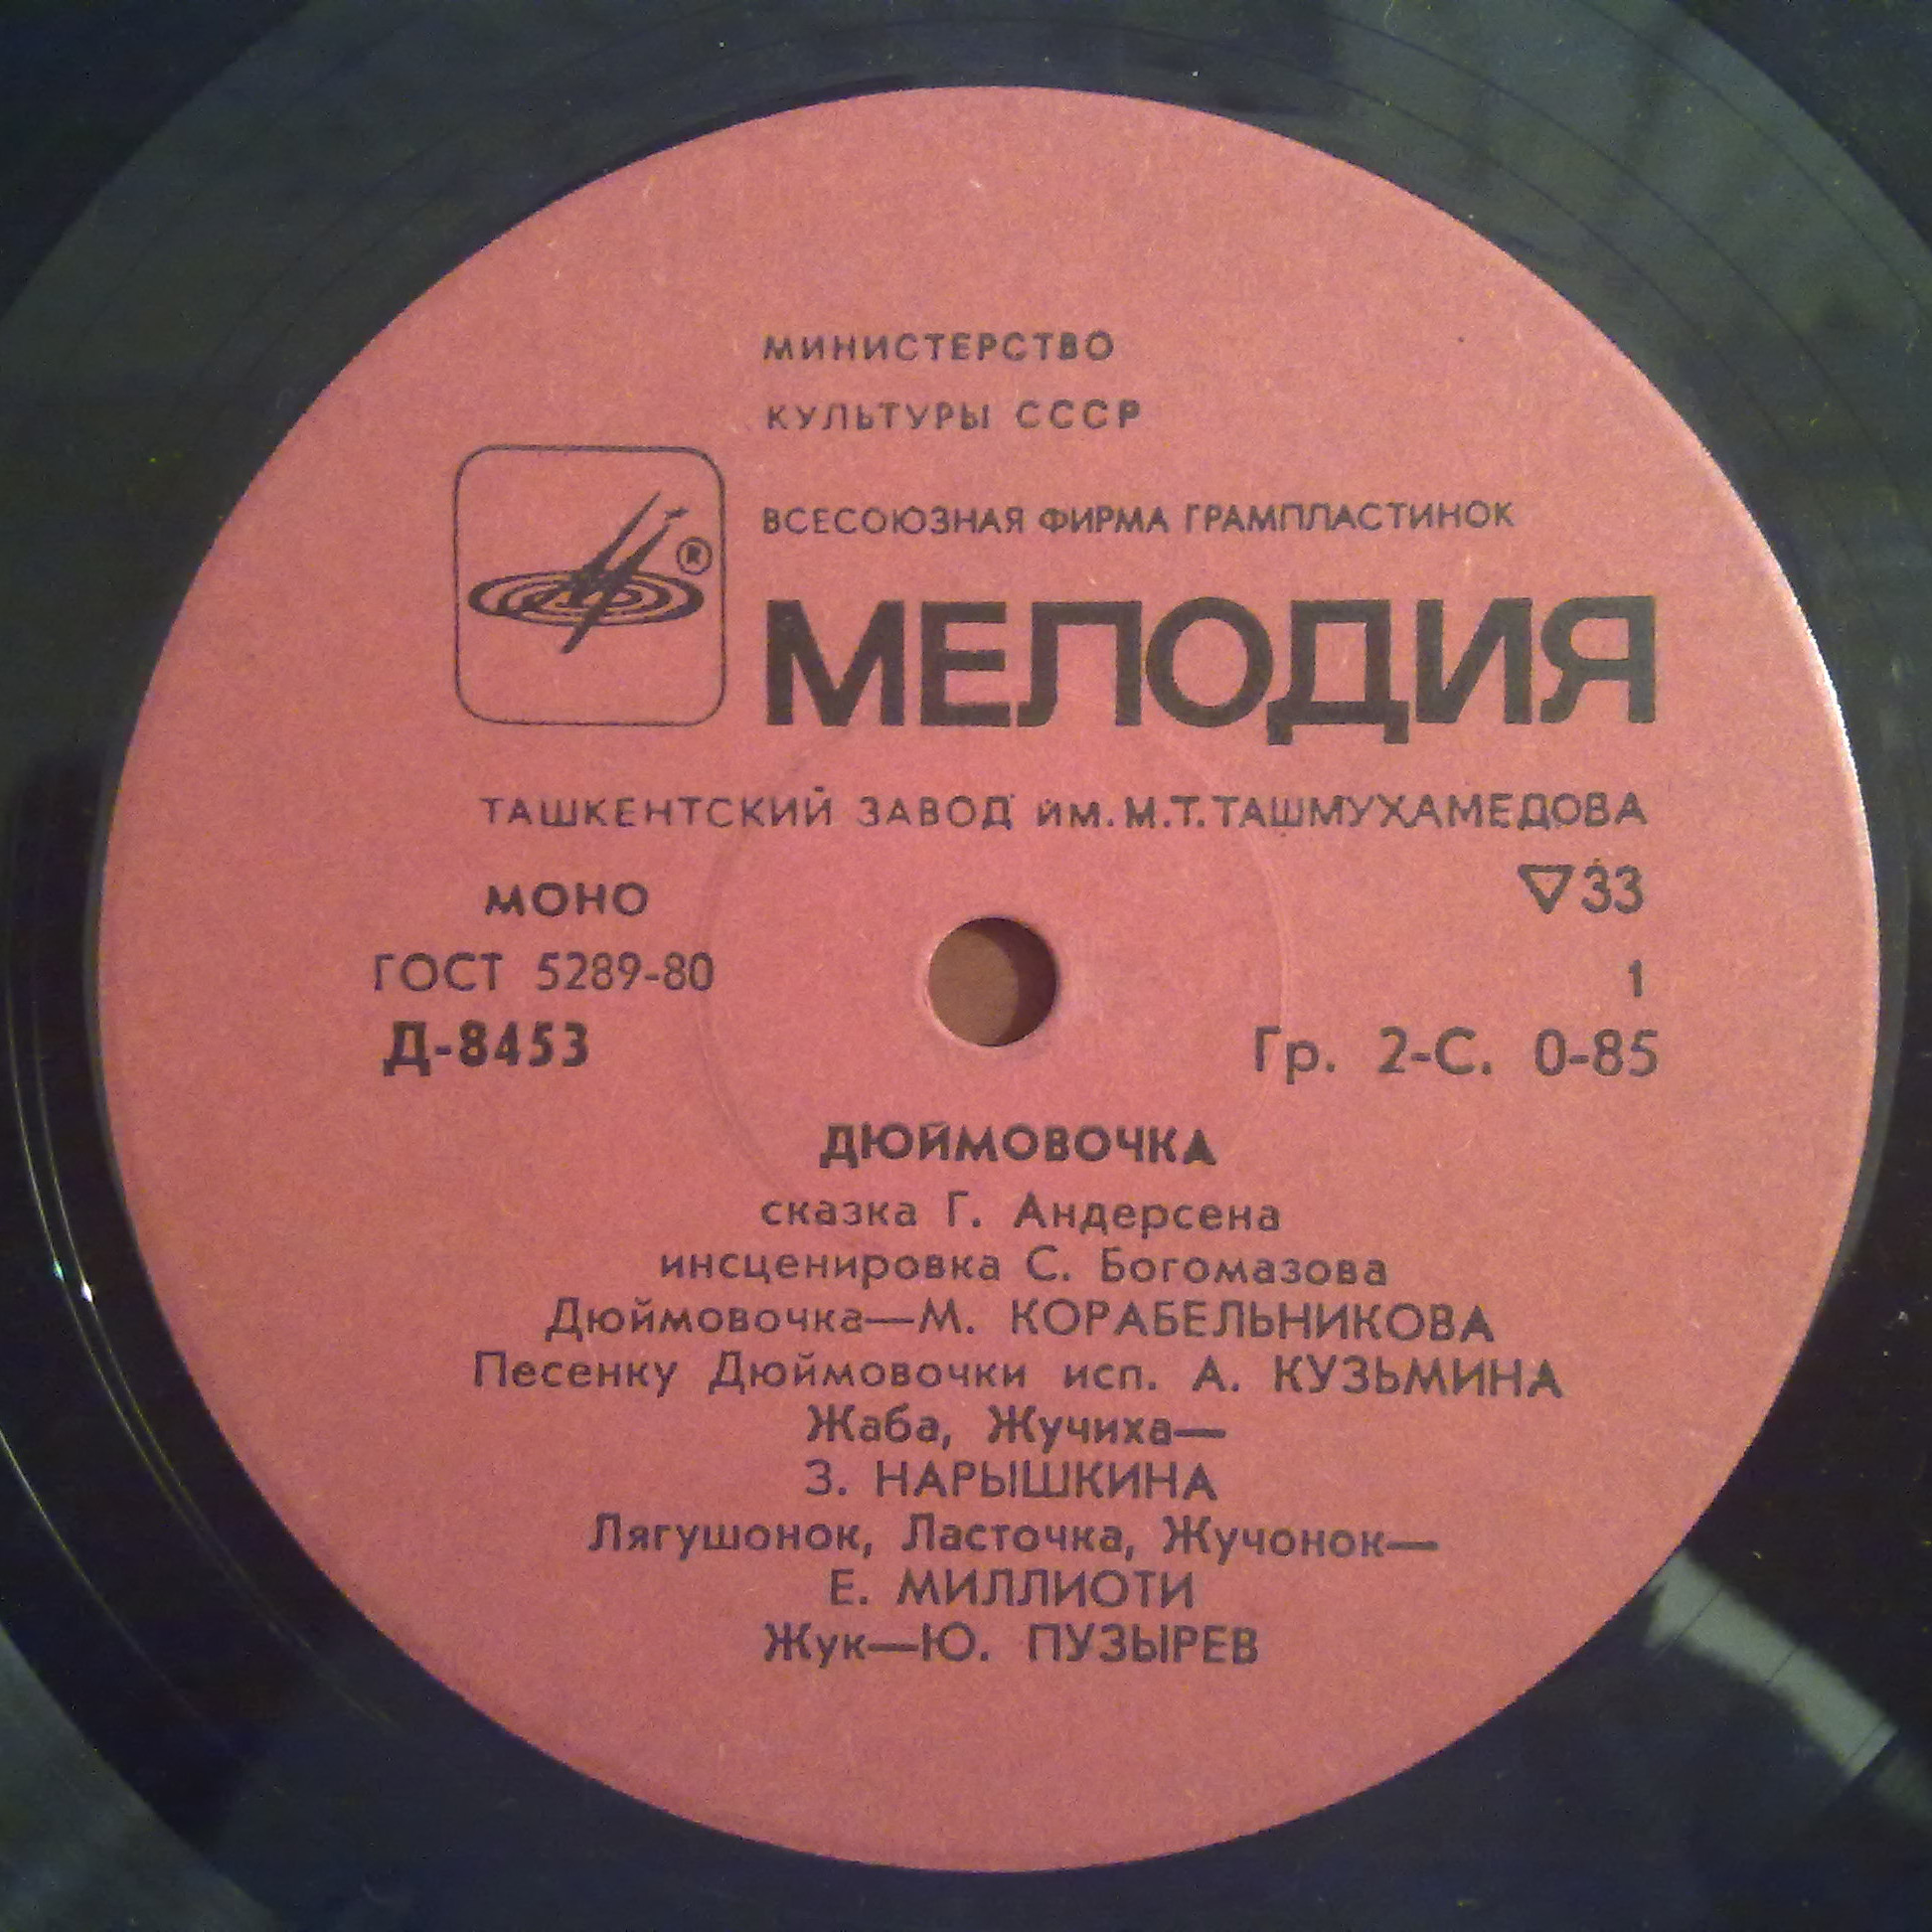 МИНИСТЕРСТВО
КУЛЬТУРЫ СССР
ВСЕСОЮЗНАЯ ФИРМА ГРАМПЛАСТИНОК
®
МЕЛОДИЯ
ТАШКЕНТСКИЙ ЗАВОД им. М.Т. ТАШМУХАМЕДОВА
МОНО ▽33
ГОСТ 5289-80 1
Д-8453 Гр. 2-С. 0-85
ДЮЙМОВОЧКА
сказка Г. Андерсена
инсценировка С. Богомазова
Дюймовочка—М. КОРАБЕЛЬНИКОВА
Песенку Дюймовочки исп. А. КУЗЬМИНА
Жаба, Жучиха—
З. НАРЫШКИНА
Лягушонок, Ласточка, Жучонок—
Е. МИЛЛИОТИ
Жук—Ю. ПУЗЫРЕВ